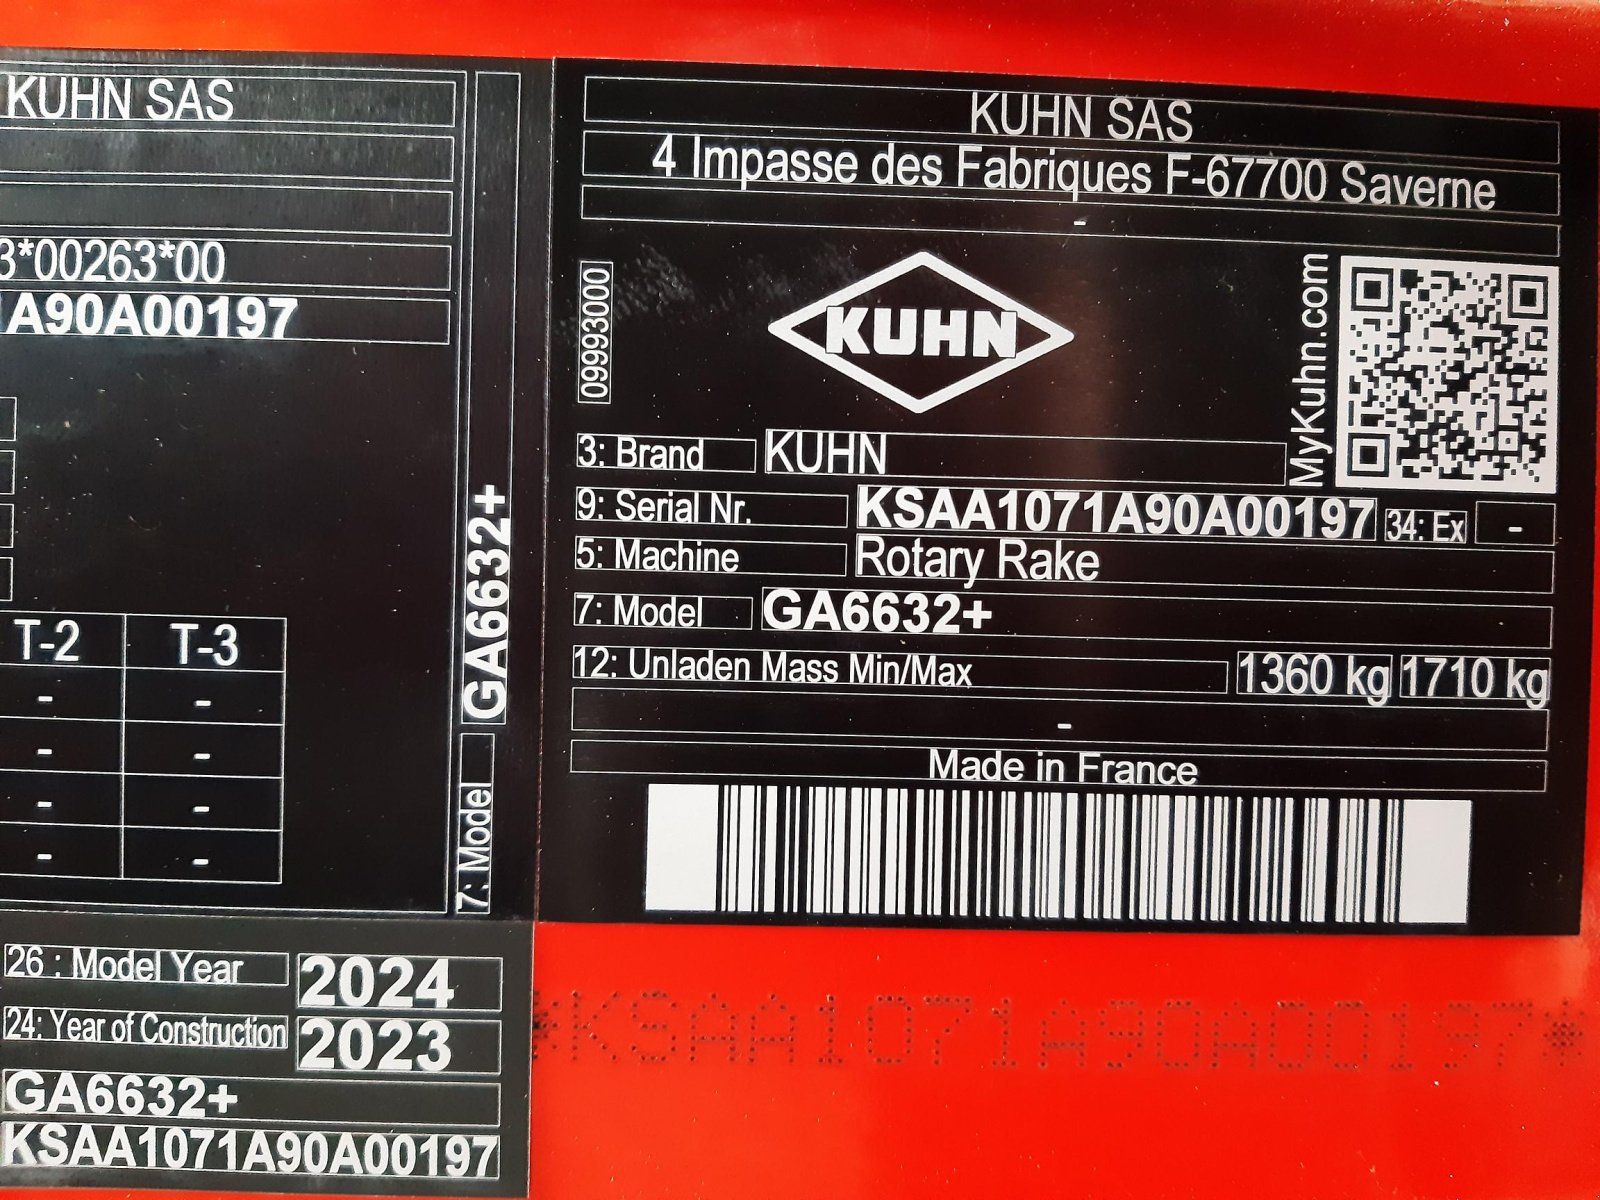 KUHN SAS
3*00263*00
1A90A00197
T-2 T-3
- -
- -
- -
- -
7: Model GA6632+
KUHN SAS
4 Impasse des Fabriques F-67700 Saverne
-
09993000
KUHN
MyKuhn.com
3: Brand KUHN
9: Serial Nr. KSAA1071A90A00197 34: Ex -
5: Machine Rotary Rake
7: Model GA6632+
12: Unladen Mass Min/Max 1360 kg 1710 kg
-
Made in France
26 : Model Year 2024
24: Year of Construction 2023
GA6632+
KSAA1071A90A00197
*KSAA1071A90A00197*